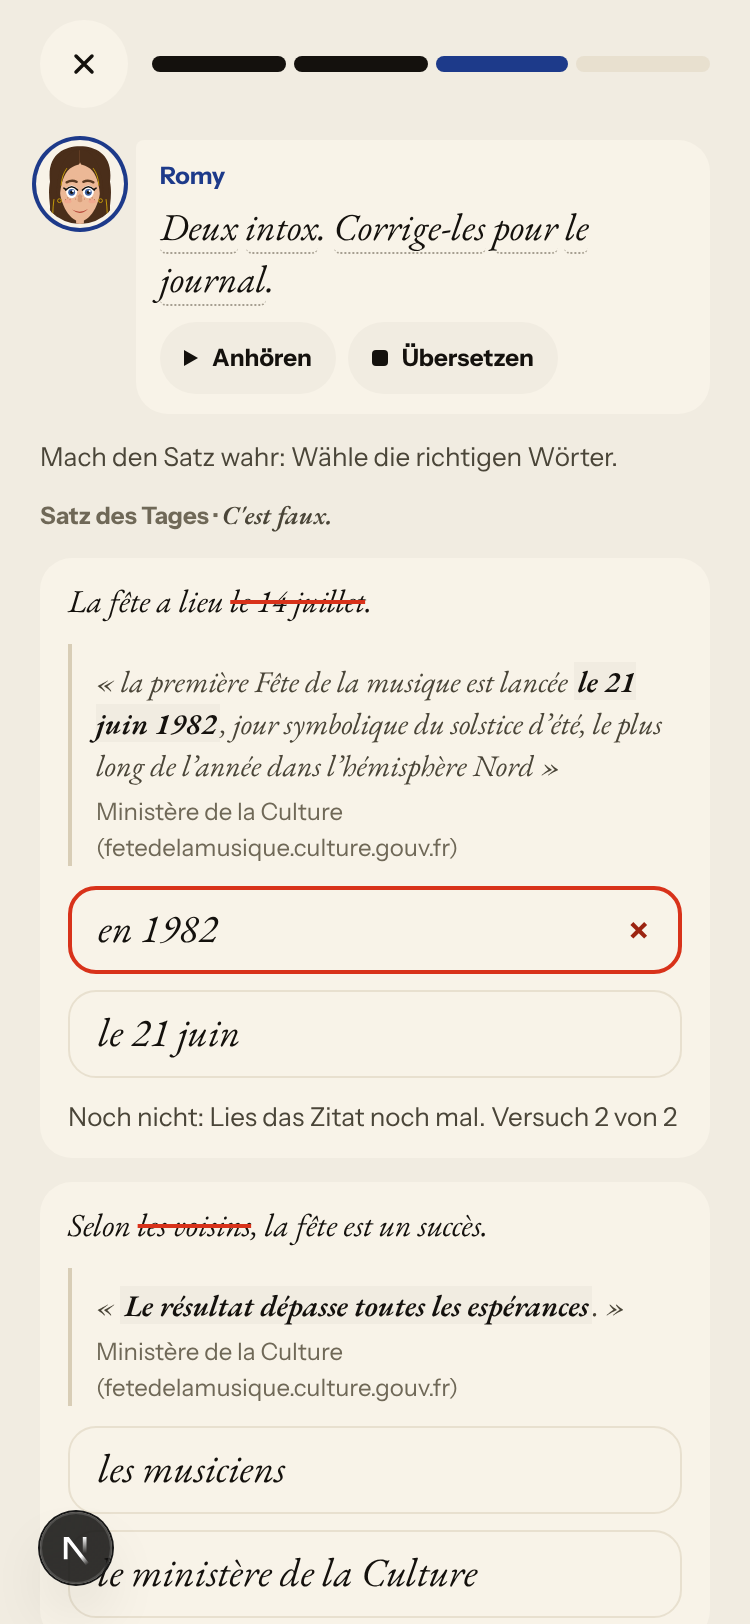 Romy
Deux intox. Corrige-les pour le
journal.
Anhören
Übersetzen
Mach den Satz wahr: Wähle die richtigen Wörter.
Satz des Tages · C'est faux.
La fête a lieu le 14 juillet.
« la première Fête de la musique est lancée le 21
juin 1982, jour symbolique du solstice d’été, le plus
long de l’année dans l’hémisphère Nord »
Ministère de la Culture
(fetedelamusique.culture.gouv.fr)
en 1982
le 21 juin
Noch nicht: Lies das Zitat noch mal. Versuch 2 von 2
Selon les voisins, la fête est un succès.
« Le résultat dépasse toutes les espérances. »
Ministère de la Culture
(fetedelamusique.culture.gouv.fr)
les musiciens
N
le ministère de la Culture